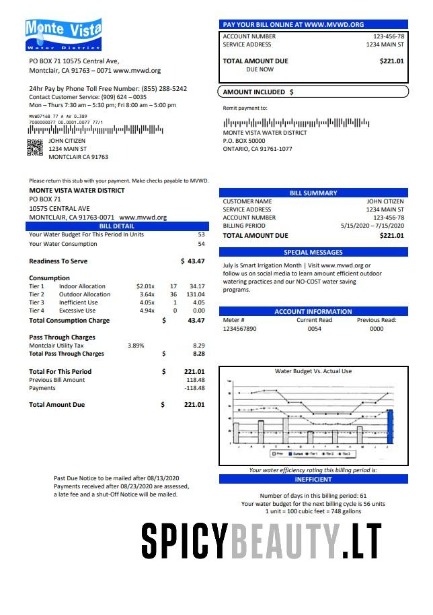 Monte Vista
Water District
PO BOX 71 10575 Central Ave,
Montclair, CA 91763 – 0071 www.mvwd.org
24hr Pay by Phone Toll Free Number: (855) 288-5242
Contact Customer Service: (909) 624 – 0035
Mon – Thurs 7:30 am – 5:30 pm; Fri 8:00 am – 5:00 pm
JOHN CITIZEN
1234 MAIN ST
MONTCLAIR CA 91763
PAY YOUR BILL ONLINE AT WWW.MVWD.ORG
ACCOUNT NUMBER 123-456-78
SERVICE ADDRESS 1234 MAIN ST
TOTAL AMOUNT DUE $221.01
DUE NOW
AMOUNT INCLUDED $
Remit payment to:
MONTE VISTA WATER DISTRICT
P.O. BOX 50000
ONTARIO, CA 91761-1077
Please return this stub with your payment. Make checks payable to MVWD.
MONTE VISTA WATER DISTRICT
PO BOX 71
10575 CENTRAL AVE
MONTCLAIR, CA 91763-0071 www.mvwd.org
BILL DETAIL
Your Water Budget For This Period In Units 53
Your Water Consumption 54
Readiness To Serve $ 43.47
Consumption
Tier 1 Indoor Allocation $2.01x 17 34.17
Tier 2 Outdoor Allocation 3.64x 36 131.04
Tier 3 Inefficient Use 4.05x 1 4.05
Tier 4 Excessive Use 4.94x 0 0.00
Total Consumption Charge $ 43.47
Pass Through Charges
Montclair Utility Tax 3.89% 8.29
Total Pass Through Charges $ 8.28
Total For This Period $ 221.01
Previous Bill Amount 118.48
Payments -118.48
Total Amount Due $ 221.01
Past Due Notice to be mailed after 08/13/2020
Payments received after 08/23/2020 are assessed,
a late fee and a shut-Off Notice will be mailed.
BILL SUMMARY
CUSTOMER NAME JOHN CITIZEN
SERVICE ADDRESS 1234 MAIN ST
ACCOUNT NUMBER 123-456-78
BILLING PERIOD 5/15/2020 – 7/15/2020
TOTAL AMOUNT DUE $221.01
SPECIAL MESSAGES
July is Smart Irrigation Month | Visit www.mvwd.org or
follow us on social media to learn amount efficient outdoor
watering practices and our NO-COST water saving
programs.
ACCOUNT INFORMATION
Meter # Current Read Previous Read:
1234567890 0054 0000
Water Budget Vs. Actual Use
Your water efficiency rating this billing period is:
INEFFICIENT
Number of days in this billing period: 61
Your water budget for the next billing cycle is 56 units
1 unit = 100 cubic feet = 748 gallons
SPICYBEAUTY.LT